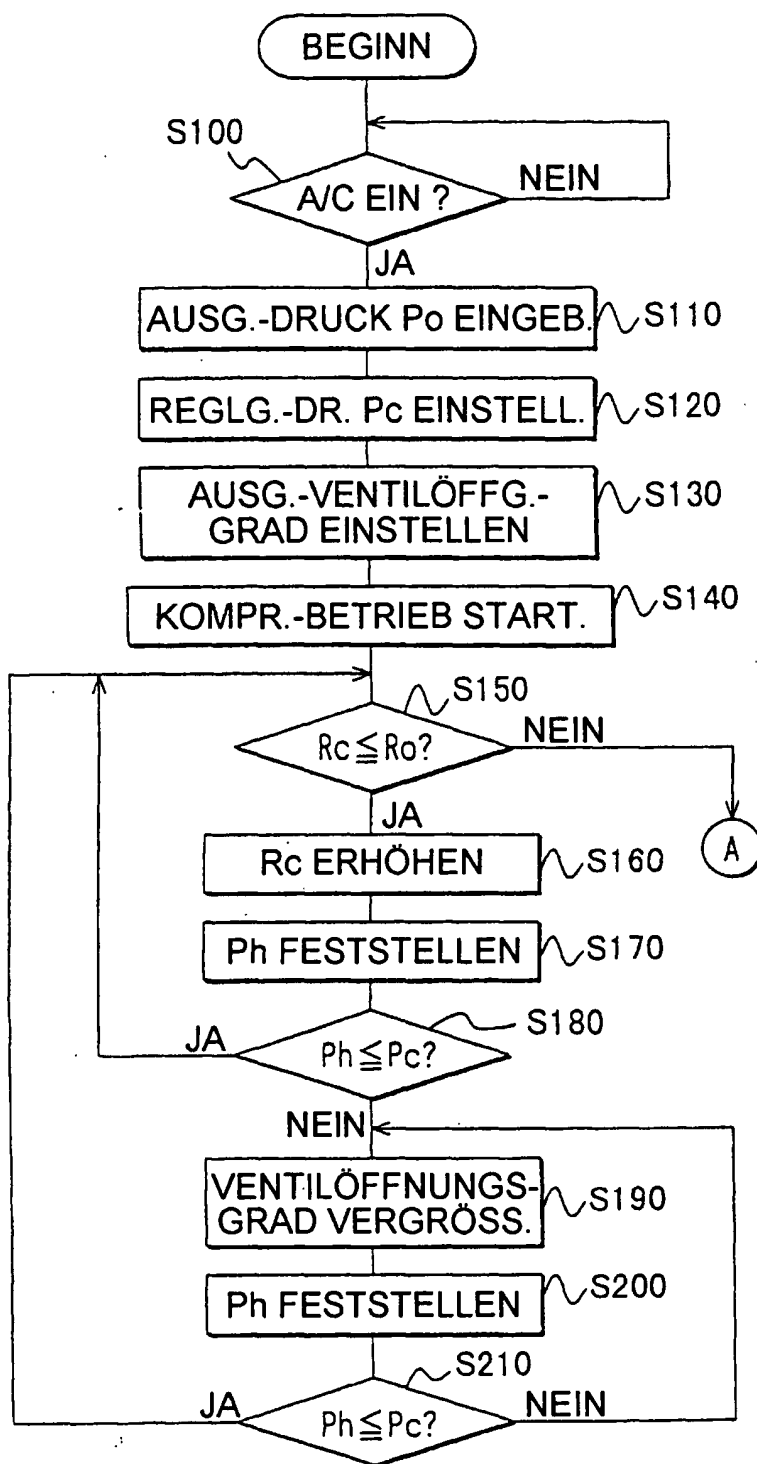 BEGINN
S100
A/C EIN ?
NEIN
JA
AUSG.-DRUCK Po EINGEB.
S110
REGLG.-DR. Pc EINSTELL.
S120
AUSG.-VENTILÖFFG.-
GRAD EINSTELLEN
S130
KOMPR.-BETRIEB START.
S140
S150
Rc≦Ro?
NEIN
JA
A
Rc ERHÖHEN
S160
Ph FESTSTELLEN
S170
S180
JA
Ph≦Pc?
NEIN
VENTILÖFFNUNGS-
GRAD VERGRÖSS.
S190
Ph FESTSTELLEN
S200
S210
JA
Ph≦Pc?
NEIN